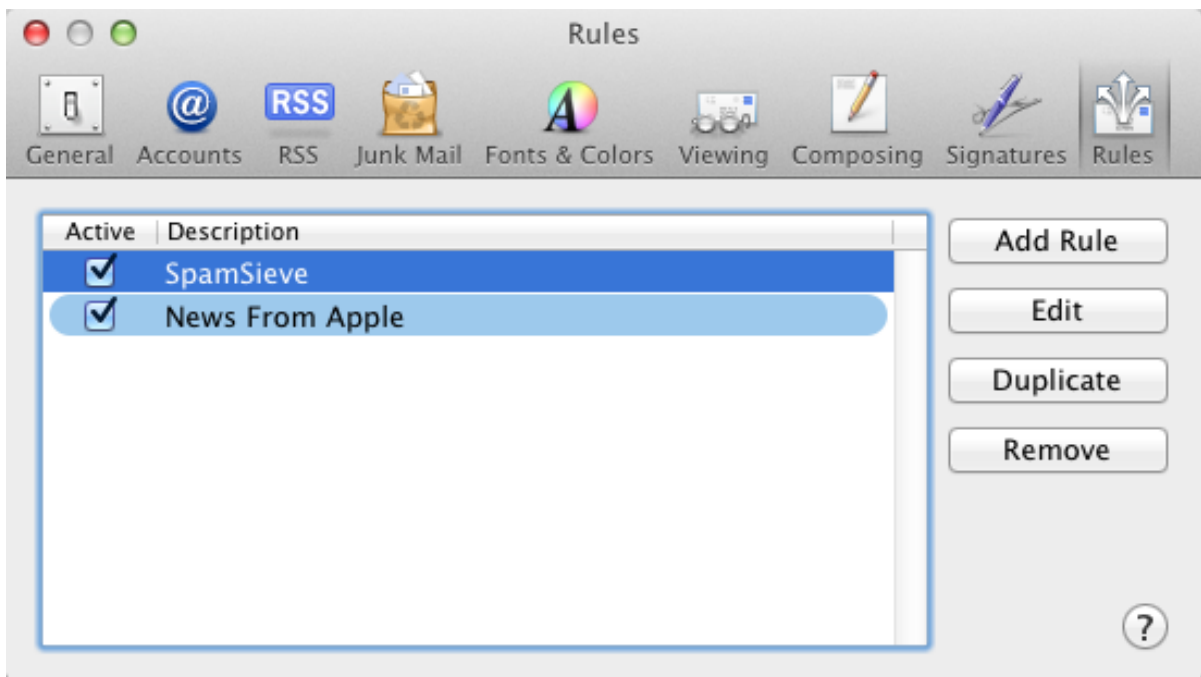 Rules
@
RSS
A
General Accounts RSS Junk Mail Fonts & Colors Viewing Composing Signatures Rules
Active Description
SpamSieve
News From Apple
Add Rule
Edit
Duplicate
Remove
?